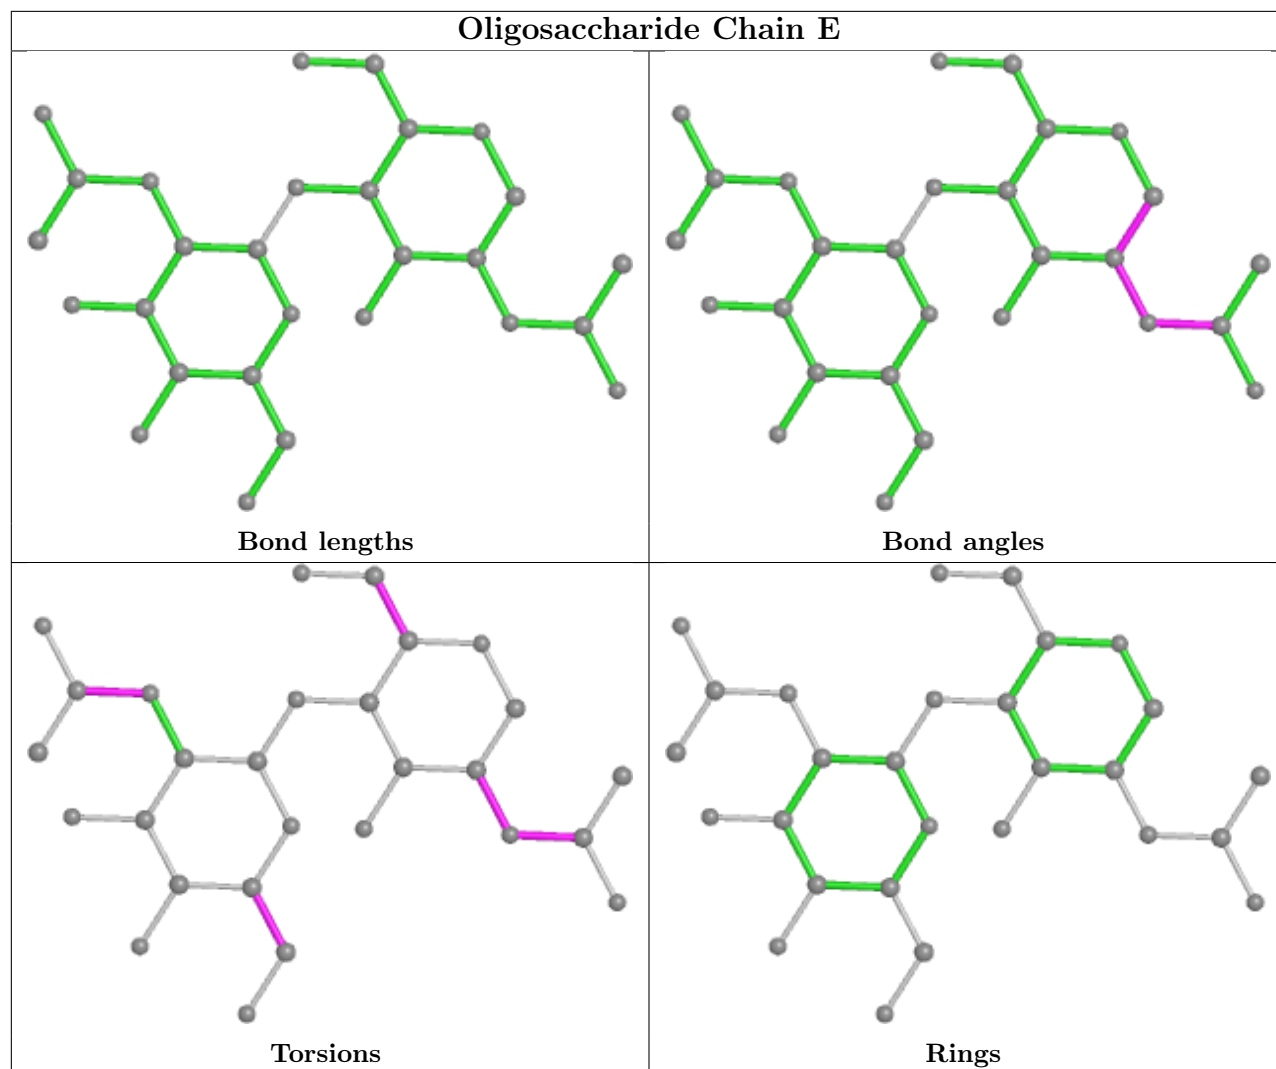 Oligosaccharide Chain E
Bond lengths
Bond angles
Torsions
Rings